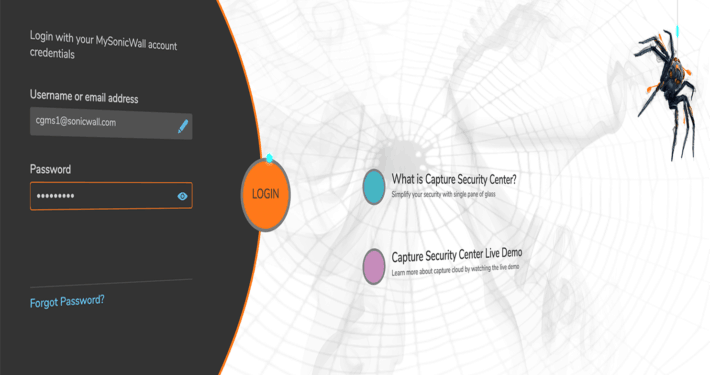 Login with your MySonicWall account
credentials
Username or email address
cgms1@sonicwall.com
Password
•••••••••
LOGIN
Forgot Password?
What is Capture Security Center?
Simplify your security with single pane of glass
Capture Security Center Live Demo
Learn more about capture cloud by watching the live demo